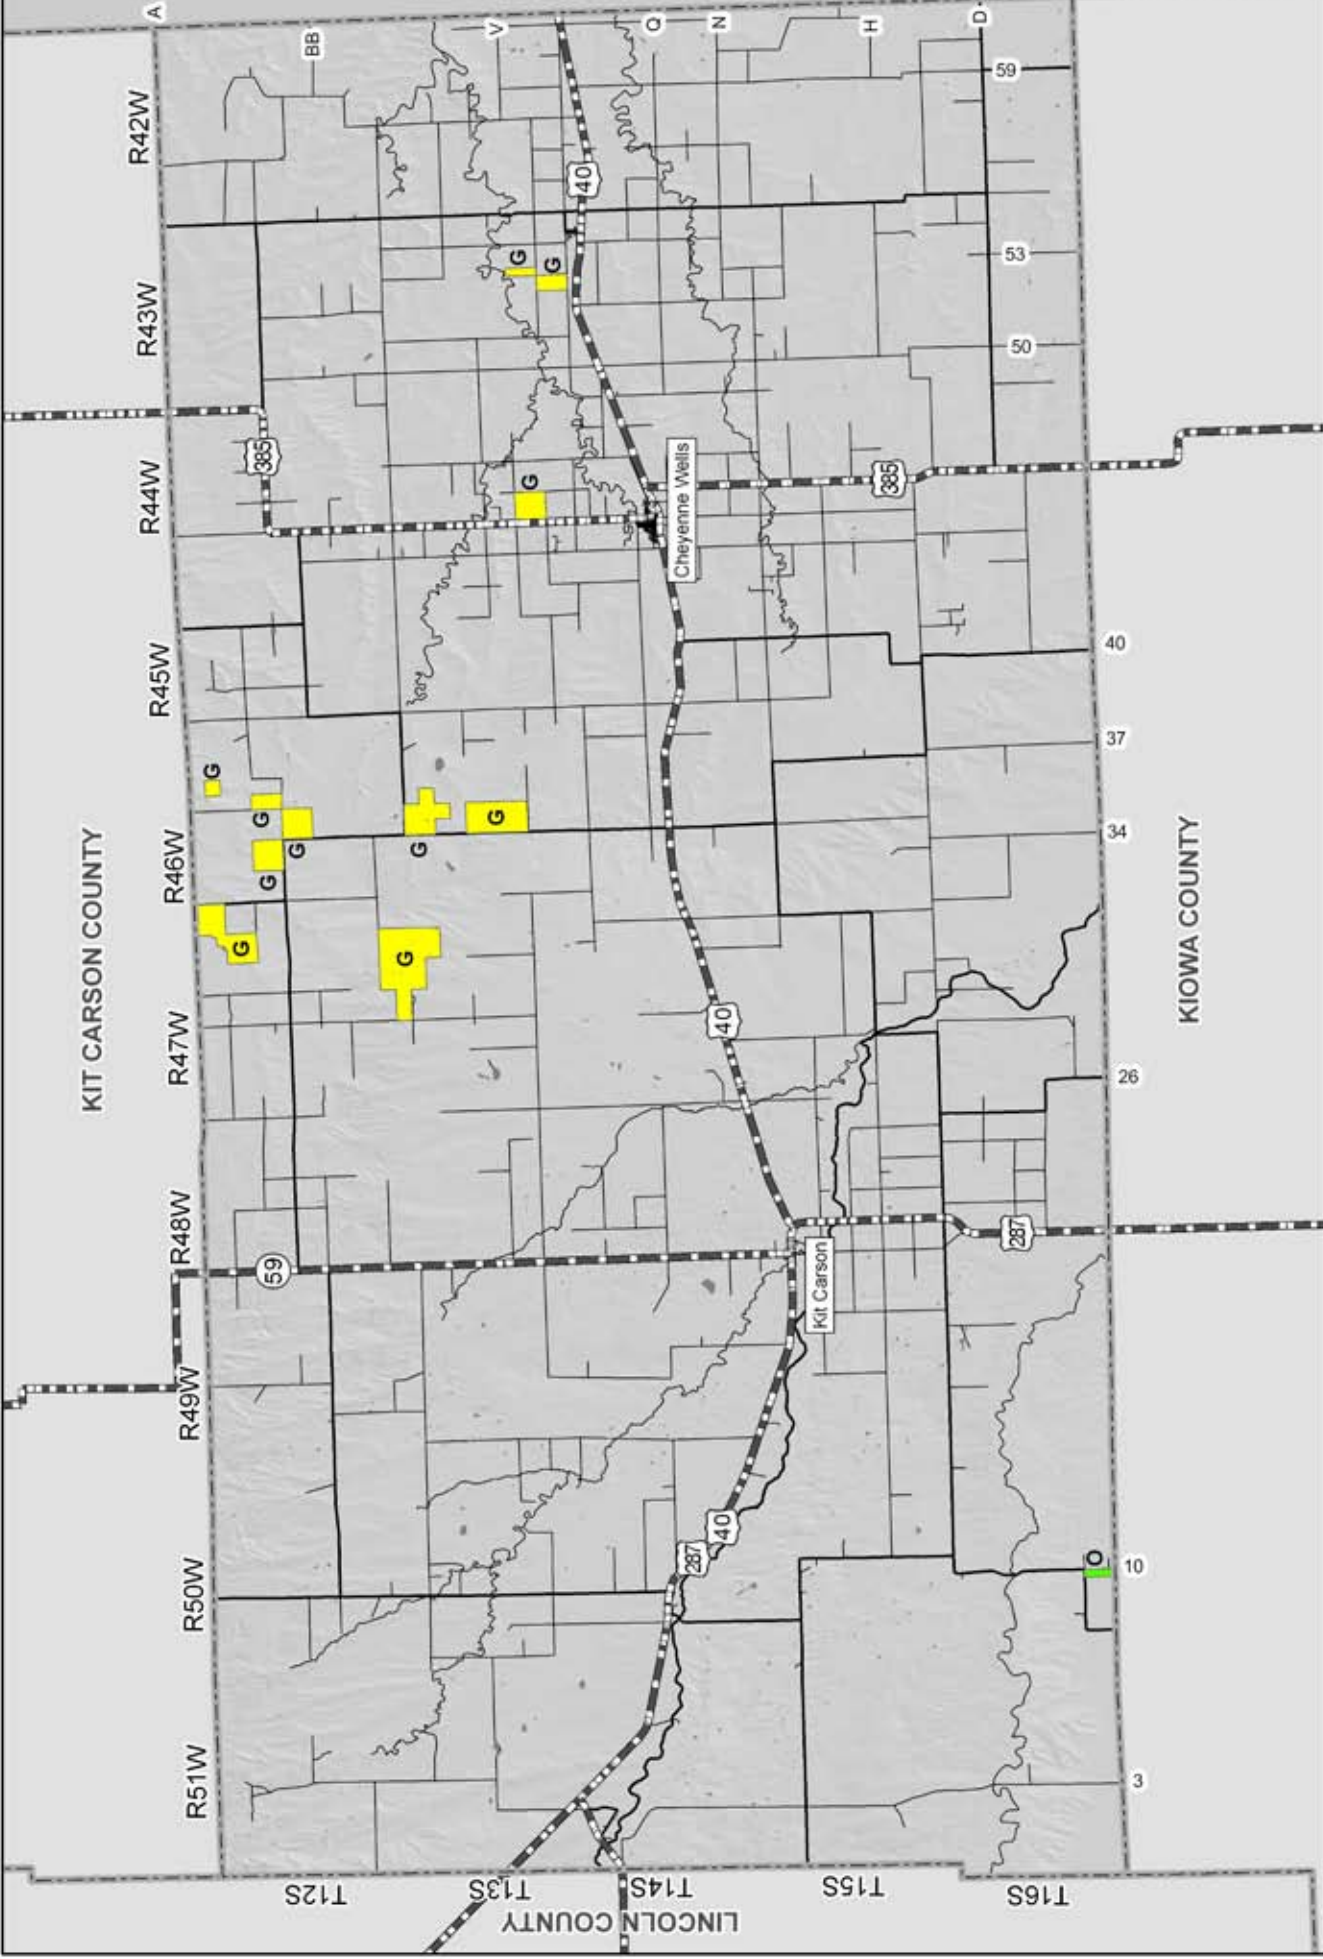 KIT CARSON COUNTY
R51W
R50W
R49W
R48W
R47W
R46W
R45W
R44W
R43W
R42W
A
59
385
G
G
G
G
G
BB
T12S
G
G
G
G
G
G
V
T13S
40
LINCOLN COUNTY
T14S
287
40
40
Cheyenne Wells
Q
N
Kit Carson
T15S
385
H
287
D
59
53
50
T16S
O
3
10
26
34
37
40
KIOWA COUNTY